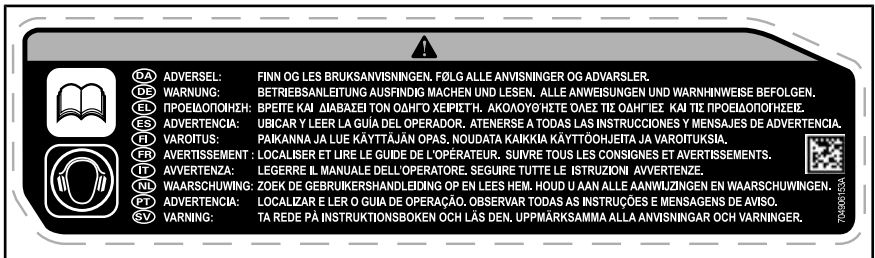 DA ADVERSEL: FINN OG LES BRUKSANVISNINGEN. FØLG ALLE ANVISNINGER OG ADVARSLER.
DE WARNUNG: BETRIEBSANLEITUNG AUSFINDIG MACHEN UND LESEN. ALLE ANWEISUNGEN UND WARNHINWEISE BEFOLGEN.
EL ΠΡΟΕΙΔΟΠΟΙΗΣΗ: ΒΡΕΙΤΕ ΚΑΙ ΔΙΑΒΑΣΕΙ ΤΟΝ ΟΔΗΓΟ ΧΕΙΡΙΣΤΗ. ΑΚΟΛΟΥΘΗΣΤΕ ΌΛΕΣ ΤΙΣ ΟΔΗΓΊΕΣ ΚΑΙ ΤΙΣ ΠΡΟΕΙΔΟΠΟΙΉΣΕΙΣ.
ES ADVERTENCIA: UBICAR Y LEER LA GUÍA DEL OPERADOR. ATENERSE A TODAS LAS INSTRUCCIONES Y MENSAJES DE ADVERTENCIA.
FI VAROITUS: PAIKANNA JA LUE KÄYTTÄJÄN OPAS. NOUDATA KAIKKIA KÄYTTÖOHJEITA JA VAROITUKSIA.
FR AVERTISSEMENT : LOCALISER ET LIRE LE GUIDE DE L'OPÉRATEUR. SUIVRE TOUS LES CONSIGNES ET AVERTISSEMENTS.
IT AVVERTENZA: LEGERRE IL MANUALE DELL'OPERATORE. SEGUIRE TUTTE LE ISTRUZIONI AVVERTENZE.
NL WAARSCHUWING: ZOEK DE GEBRUIKERSHANDLEIDING OP EN LEES HEM. HOUD U AAN ALLE AANWIJZINGEN EN WAARSCHUWINGEN.
PT ADVERTENCIA: LOCALIZAR E LER O GUIA DE OPERAÇÃO. OBSERVAR TODAS AS INSTRUÇÕES E MENSAGENS DE AVISO.
SV VARNING: TA REDE PÅ INSTRUKTIONSBOKEN OCH LÄS DEN. UPPMÄRKSAMMA ALLA ANVISNINGAR OCH VARNINGER.
704906153A